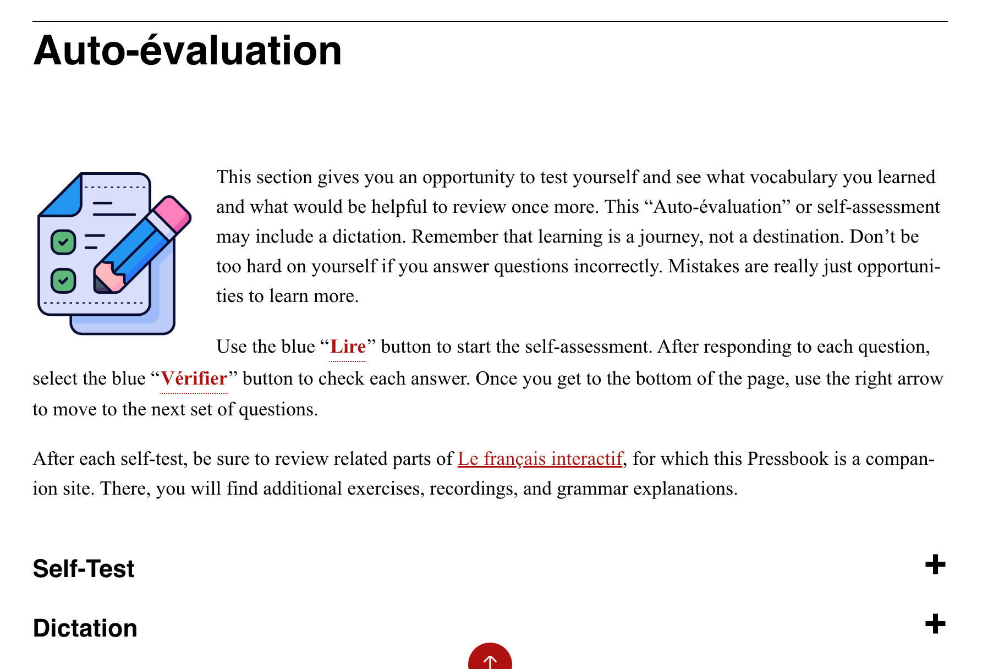 Auto-évaluation
This section gives you an opportunity to test yourself and see what vocabulary you learned
and what would be helpful to review once more. This “Auto-évaluation” or self-assessment
may include a dictation. Remember that learning is a journey, not a destination. Don’t be
too hard on yourself if you answer questions incorrectly. Mistakes are really just opportuni-
ties to learn more.
Use the blue “Lire” button to start the self-assessment. After responding to each question,
select the blue “Vérifier” button to check each answer. Once you get to the bottom of the page, use the right arrow
to move to the next set of questions.
After each self-test, be sure to review related parts of Le français interactif, for which this Pressbook is a compan-
ion site. There, you will find additional exercises, recordings, and grammar explanations.
Self-Test +
Dictation +